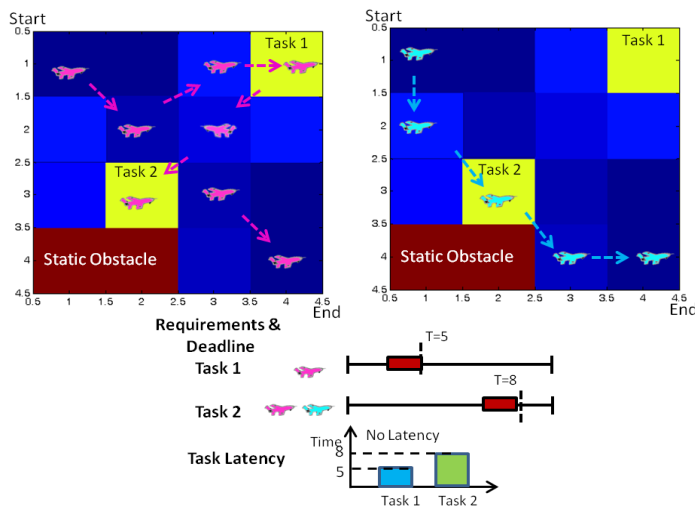 Start
Task 1
Task 2
Static Obstacle
0.5
1
1.5
2
2.5
3
3.5
4
4.5
0.5
1
1.5
2
2.5
3
3.5
4
4.5
End
Start
Task 1
Task 2
Static Obstacle
0.5
1
1.5
2
2.5
3
3.5
4
4.5
0.5
1
1.5
2
2.5
3
3.5
4
4.5
End
Requirements &
Deadline
Task 1
T=5
Task 2
T=8
Task Latency
Time
No Latency
8
5
Task 1
Task 2